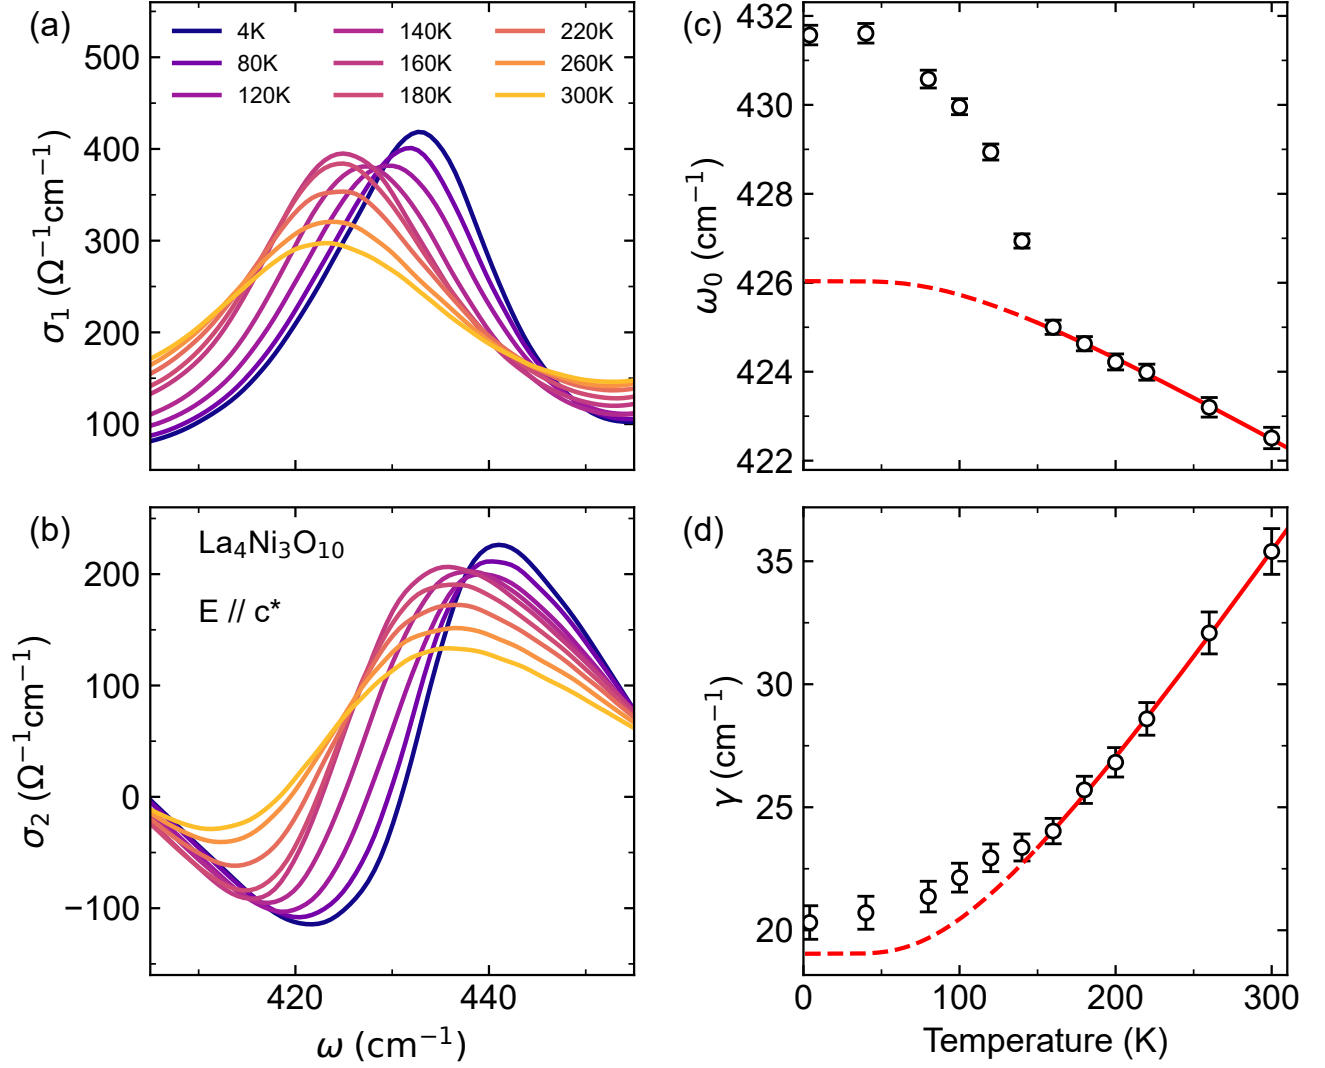 (a)
4K
80K
120K
140K
160K
180K
220K
260K
300K
500
400
300
200
100
σ₁ (Ω⁻¹cm⁻¹)
(b)
La₄Ni₃O₁₀
E // c*
200
100
0
−100
σ₂ (Ω⁻¹cm⁻¹)
420
440
ω (cm⁻¹)
(c)
432
430
428
426
424
422
ω₀ (cm⁻¹)
(d)
35
30
25
20
γ (cm⁻¹)
0
100
200
300
Temperature (K)